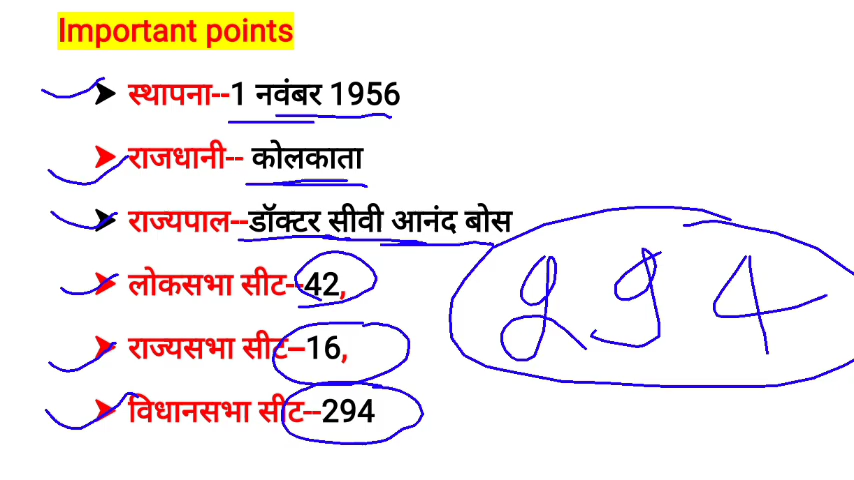 Important points
➤ स्थापना--1 नवंबर 1956
➤ राजधानी-- कोलकाता
➤ राज्यपाल--डॉक्टर सीवी आनंद बोस
➤ लोकसभा सीट--42,
➤ राज्यसभा सीट–16,
➤ विधानसभा सीट--294
294